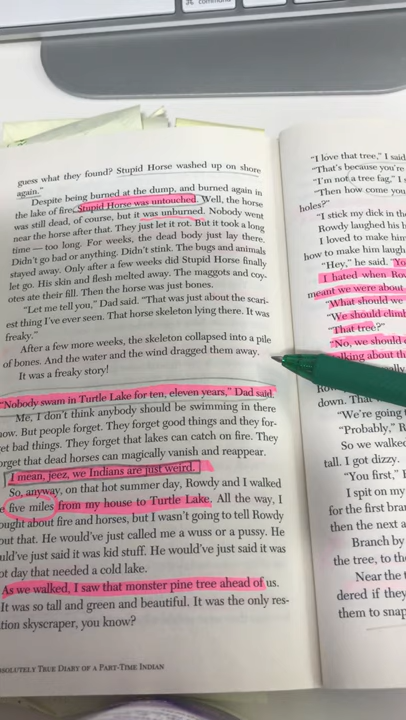 command
guess what they found? Stupid Horse washed up on shore
again."
Despite being burned at the dump, and burned again in
the lake of fire, Stupid Horse was untouched. Well, the horse
was still dead, of course, but it was unburned. Nobody went
near the horse after that. They just let it rot. But it took a long
time — too long. For weeks, the dead body just lay there.
Didn't go bad or anything. Didn't stink. The bugs and animals
stayed away. Only after a few weeks did Stupid Horse finally
let go. His skin and flesh melted away. The maggots and coy-
otes ate their fill. Then the horse was just bones.
"Let me tell you," Dad said. "That was just about the scari-
est thing I've ever seen. That horse skeleton lying there. It was
freaky."
After a few more weeks, the skeleton collapsed into a pile
of bones. And the water and the wind dragged them away.
It was a freaky story!
"Nobody swam in Turtle Lake for ten, eleven years," Dad said.
Me, I don't think anybody should be swimming in there
now. But people forget. They forget good things and they for-
get bad things. They forget that lakes can catch on fire. They
forget that dead horses can magically vanish and reappear.
I mean, jeez, we Indians are just weird.
So, anyway, on that hot summer day, Rowdy and I walked
five miles from my house to Turtle Lake. All the way, I
ought about fire and horses, but I wasn't going to tell Rowdy
out that. He would've just called me a wuss or a pussy. He
uld've just said it was kid stuff. He would've just said it was
ot day that needed a cold lake.
As we walked, I saw that monster pine tree ahead of us.
It was so tall and green and beautiful. It was the only res-
tion skyscraper, you know?
SOLUTELY TRUE DIARY OF A PART-TIME INDIAN
"I love that tree," I said
"That's because you're
"I'm not a tree fag," I s
"Then how come you
holes?"
"I stick my dick in th
Rowdy laughed his h
I loved to make him
how to make him laugh
"Hey," he said. "Yo
I hated when Row
meant we were about
"What should we
"We should climb
"That tree?"
"No, we should
lking about th
down. That
"We're going
"Probably," R
So we walked
tall. I got dizzy.
"You first," 
I spit on my
for the first bran
then the next a
Branch by
the tree, to the
Near the t
dered if they
them to snap